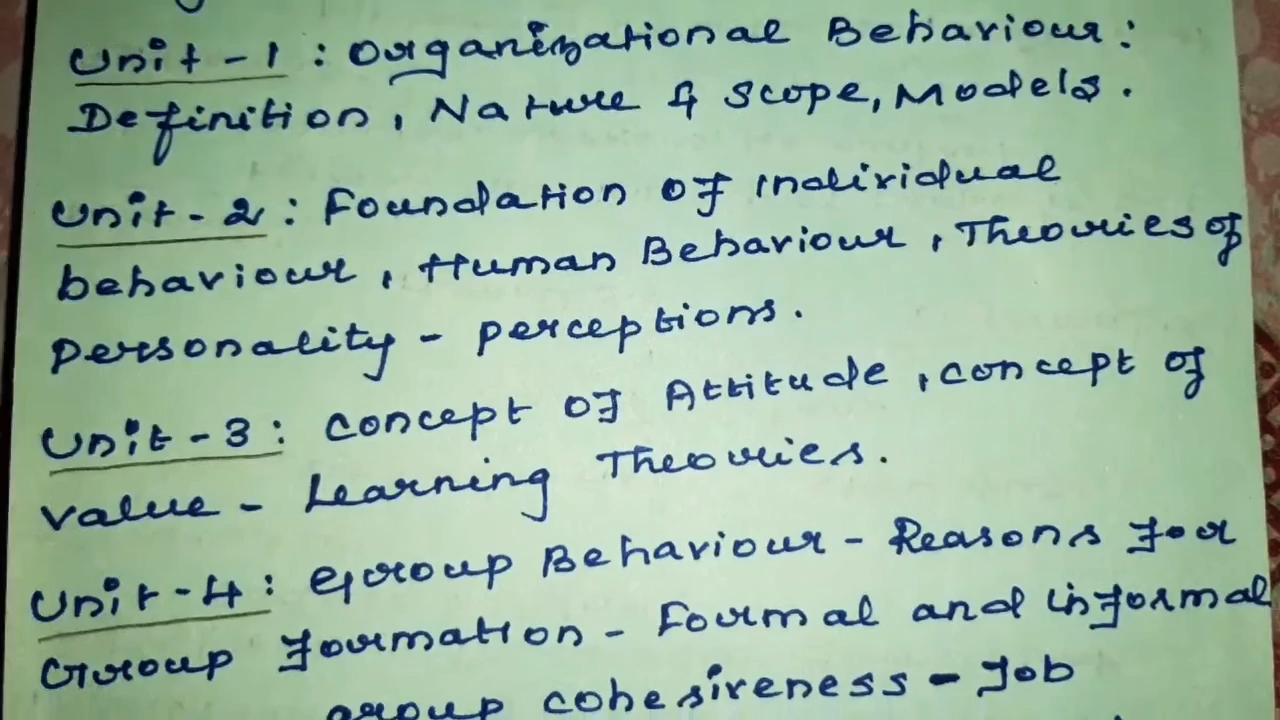 Unit-1: Organizational Behaviour:
Definition, Nature & Scope, Models.
Unit-2: Foundation of individual
behaviour, Human Behaviour, Theories of
Personality - perceptions.
Unit-3: concept of Attitude, concept of
value - Learning Theories.
Unit-4: Group Behaviour - Reasons for
Group formation - Formal and informal
group cohesiveness - Job